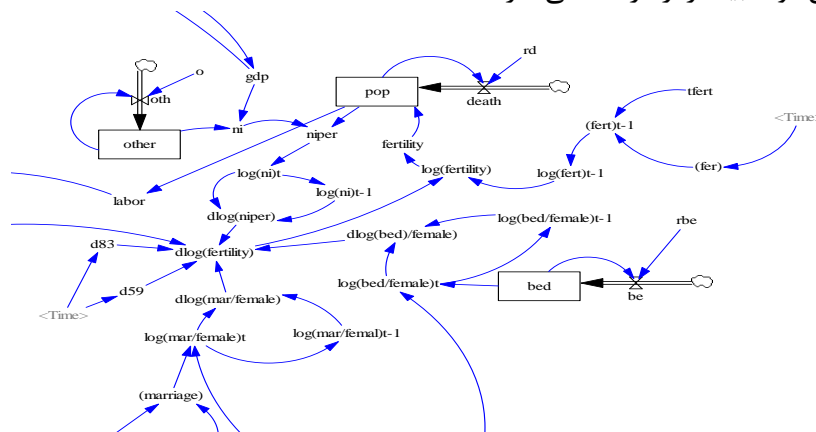 rd
gdp
o
pop
oth
death
tfert
<Time>
other
ni
niper
fertility
(fert)t-1
log(ni)t
log(fertility)
log(fert)t-1
(fer)
labor
log(ni)t-1
dlog(niper)
log(bed/female)t-1
rbe
d83
dlog(fertility)
dlog(bed)/female)
d59
dlog(mar/female)
log(bed/female)t
bed
be
<Time>
log(mar/female)t
log(mar/femal)t-1
(marriage)